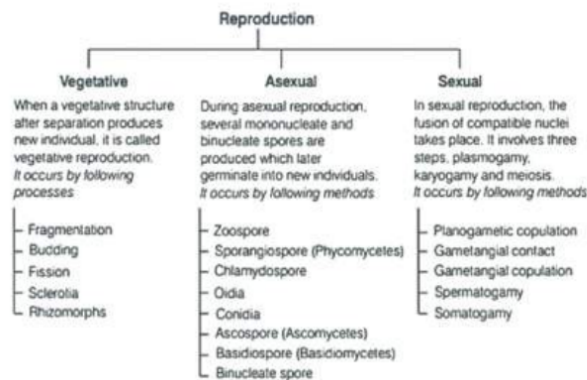 Reproduction
Vegetative
When a vegetative structure
after separation produces
new individual, it is called
vegetative reproduction.
It occurs by following
processes
Fragmentation
Budding
Fission
Sclerotia
Rhizomorphs
Asexual
During asexual reproduction,
several mononucleate and
binucleate spores are
produced which later
germinate into new individuals.
It occurs by following methods
Zoospore
Sporangiospore (Phycomycetes)
Chlamydospore
Oidia
Conidia
Ascospore (Ascomycetes)
Basidiospore (Basidiomycetes)
Binucleate spore
Sexual
In sexual reproduction, the
fusion of compatible nuclei
takes place. It involves three
steps, plasmogamy,
karyogamy and meiosis.
It occurs by following methods
Planogametic copulation
Gametangial contact
Gametangial copulation
Spermatogamy
Somatogamy